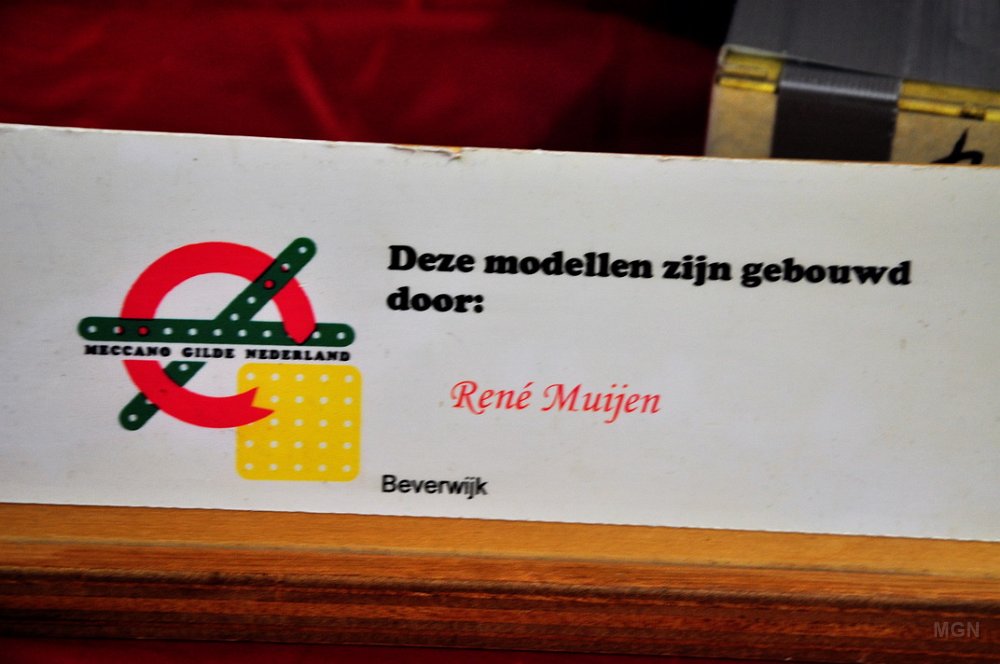 Deze modellen zijn gebouwd
door:
MECCANO GILDE NEDERLAND
René Muijen
Beverwijk
MGN